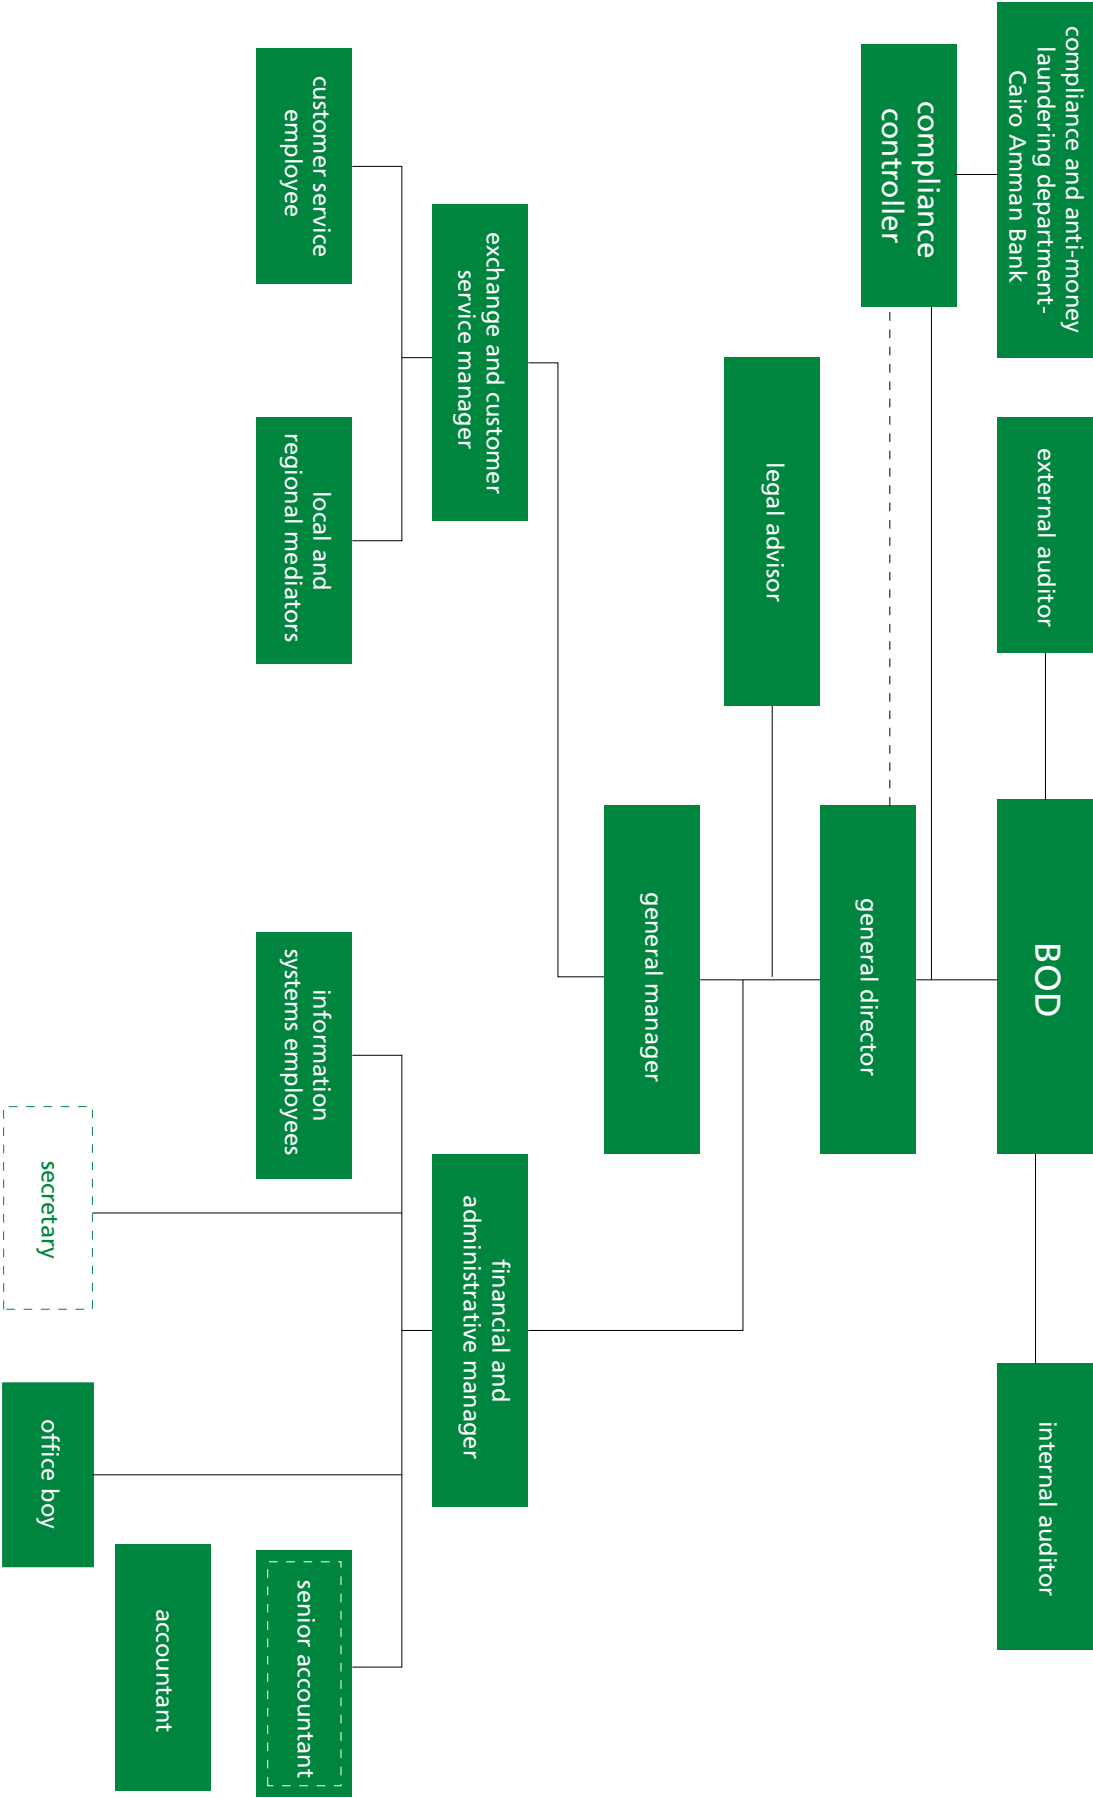 compliance and anti-money
laundering department-
Cairo Amman Bank
external auditor
BOD
internal auditor
compliance
controller
general director
legal advisor
general manager
exchange and customer
service manager
financial and
administrative manager
customer service
employee
local and
regional mediators
information
systems employees
senior accountant
accountant
secretary
office boy